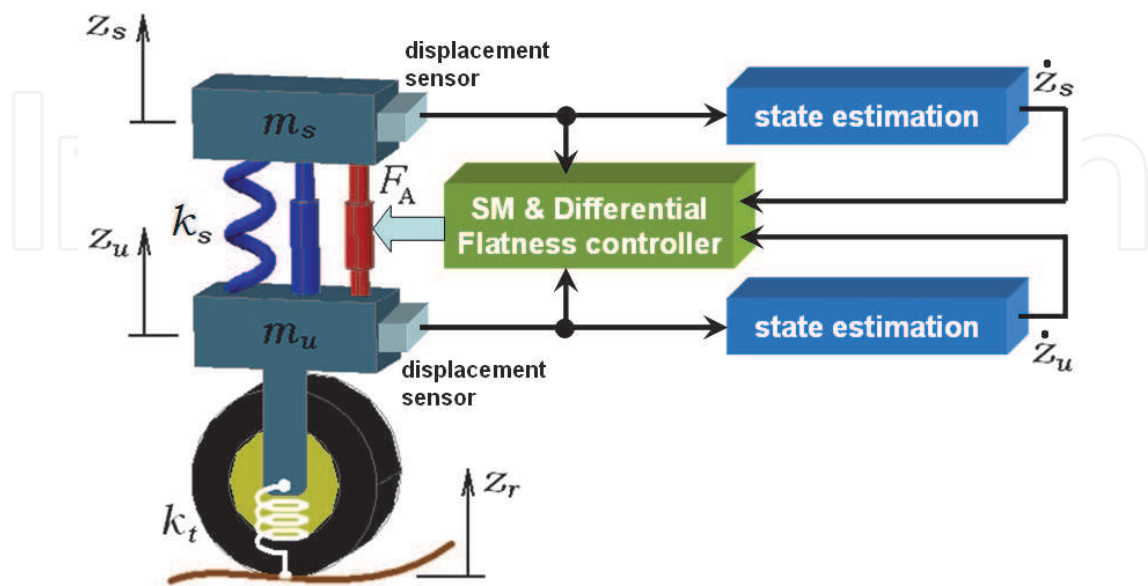 z_s
displacement
sensor
m_s
state estimation
ż_s
F_A
k_s
SM & Differential
Flatness controller
z_u
m_u
state estimation
ż_u
displacement
sensor
k_t
z_r